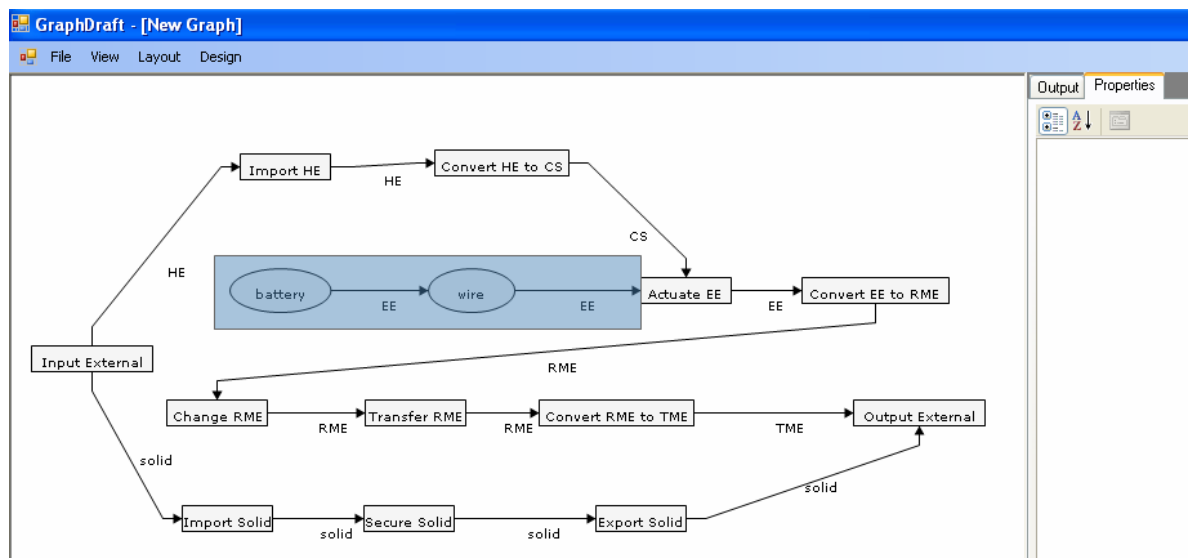 GraphDraft - [New Graph]
File View Layout Design
Output Properties
A
Z
Import HE
HE
Convert HE to CS
CS
HE
battery
EE
wire
EE
Actuate EE
EE
Convert EE to RME
Input External
RME
Change RME
RME
Transfer RME
RME
Convert RME to TME
TME
Output External
solid
solid
Import Solid
solid
Secure Solid
solid
Export Solid